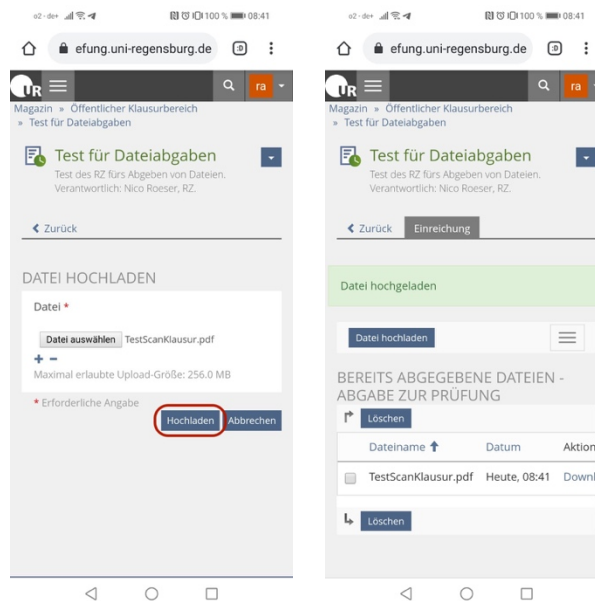 o2 - de+
100 % 08:41
efung.uni-regensburg.de
UR
ra
Magazin » Öffentlicher Klausurbereich
» Test für Dateiabgaben
Test für Dateiabgaben
Test des RZ fürs Abgeben von Dateien.
Verantwortlich: Nico Roeser, RZ.
Zurück
DATEI HOCHLADEN
Datei *
Datei auswählen TestScanKlausur.pdf
Maximal erlaubte Upload-Größe: 256.0 MB
* Erforderliche Angabe
Hochladen Abbrechen
o2 - de+
100 % 08:41
efung.uni-regensburg.de
UR
ra
Magazin » Öffentlicher Klausurbereich
» Test für Dateiabgaben
Test für Dateiabgaben
Test des RZ fürs Abgeben von Dateien.
Verantwortlich: Nico Roeser, RZ.
Zurück Einreichung
Datei hochgeladen
Datei hochladen
BEREITS ABGEGEBENE DATEIEN -
ABGABE ZUR PRÜFUNG
Löschen
Dateiname Datum Aktion
TestScanKlausur.pdf Heute, 08:41 Downl
Löschen